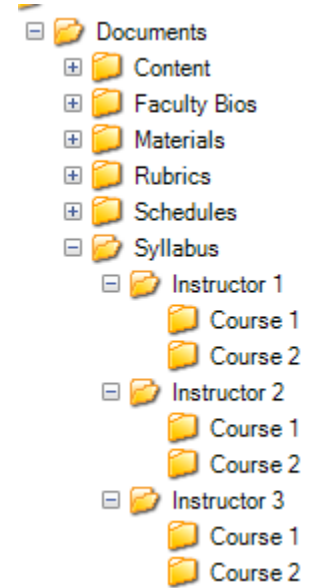 Documents
Content
Faculty Bios
Materials
Rubrics
Schedules
Syllabus
Instructor 1
Course 1
Course 2
Instructor 2
Course 1
Course 2
Instructor 3
Course 1
Course 2